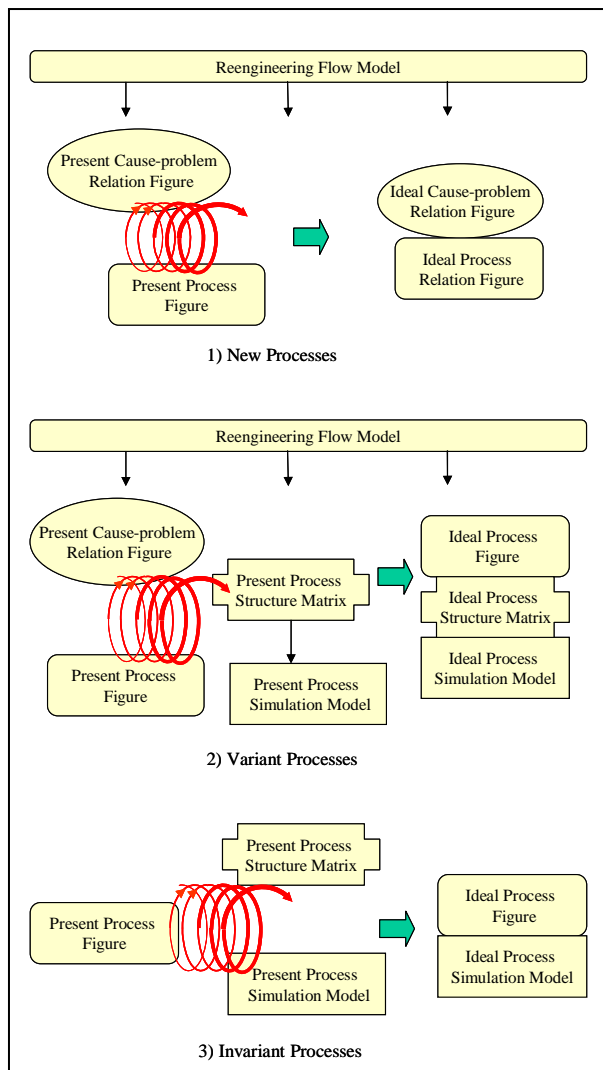 Reengineering Flow Model
Present Cause-problem
Relation Figure
Ideal Cause-problem
Relation Figure
Present Process
Figure
Ideal Process
Relation Figure
1) New Processes
Reengineering Flow Model
Present Cause-problem
Relation Figure
Present Process
Structure Matrix
Ideal Process
Figure
Ideal Process
Structure Matrix
Present Process
Figure
Present Process
Simulation Model
Ideal Process
Simulation Model
2) Variant Processes
Present Process
Structure Matrix
Present Process
Figure
Ideal Process
Figure
Present Process
Simulation Model
Ideal Process
Simulation Model
3) Invariant Processes